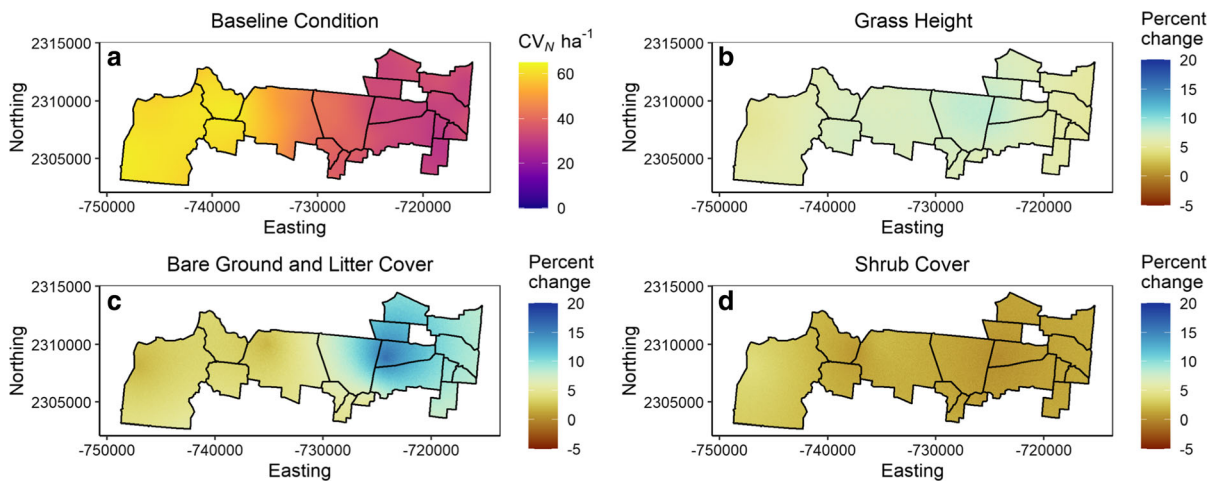 Baseline Condition
a
CV_N ha⁻¹
60
40
20
0
2315000
2310000
2305000
Northing
-750000 -740000 -730000 -720000
Easting
Grass Height
b
Percent
change
20
15
10
5
0
-5
2315000
2310000
2305000
Northing
-750000 -740000 -730000 -720000
Easting
Bare Ground and Litter Cover
c
Percent
change
20
15
10
5
0
-5
2315000
2310000
2305000
Northing
-750000 -740000 -730000 -720000
Easting
Shrub Cover
d
Percent
change
20
15
10
5
0
-5
2315000
2310000
2305000
Northing
-750000 -740000 -730000 -720000
Easting